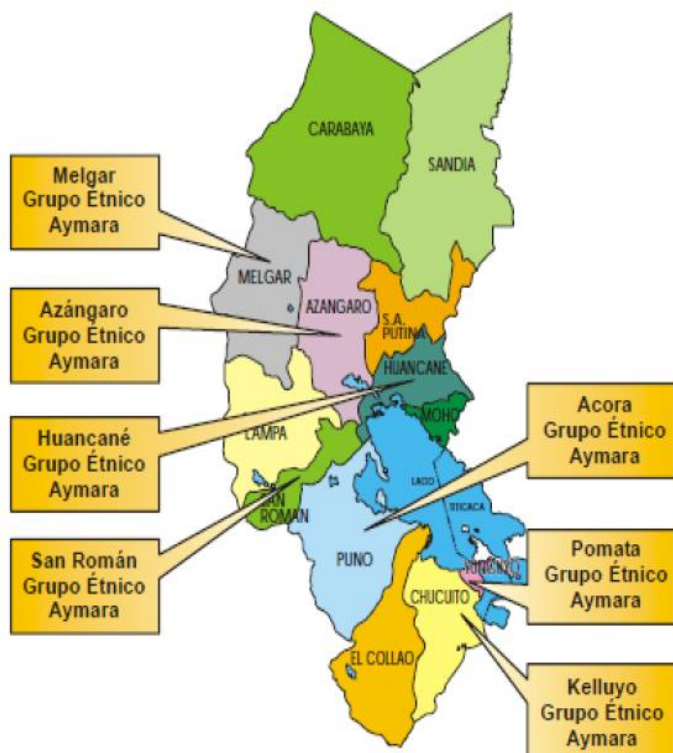 CARABAYA
SANDIA
Melgar
Grupo Étnico
Aymara
MELGAR
Azángaro
Grupo Étnico
Aymara
AZANGARO
S.A.
PUTINA
HUANCANE
MOHO
Huancané
Grupo Étnico
Aymara
LAMPA
Acora
Grupo Étnico
Aymara
LAGO
TITICACA
SAN
ROMAN
San Román
Grupo Étnico
Aymara
PUNO
YUNGUYO
Pomata
Grupo Étnico
Aymara
CHUCUITO
EL COLLAO
Kelluyo
Grupo Étnico
Aymara